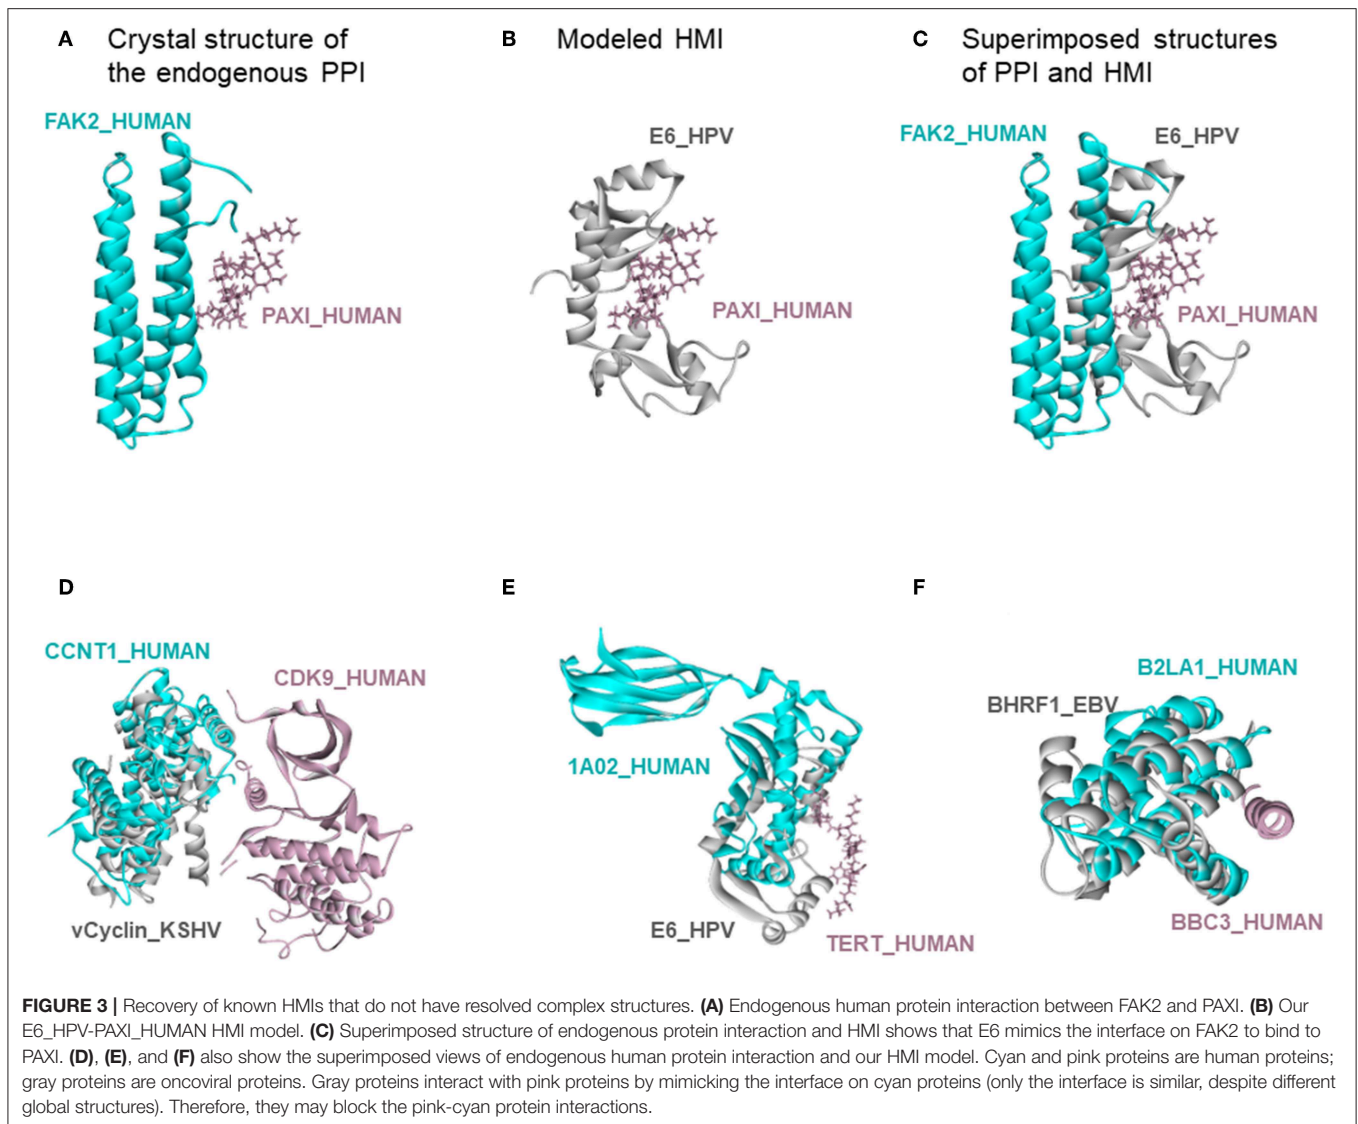 A Crystal structure of
the endogenous PPI
B Modeled HMI
C Superimposed structures
of PPI and HMI
FAK2_HUMAN
PAXI_HUMAN
E6_HPV
PAXI_HUMAN
FAK2_HUMAN
E6_HPV
PAXI_HUMAN
D
CCNT1_HUMAN
CDK9_HUMAN
vCyclin_KSHV
E
1A02_HUMAN
E6_HPV
TERT_HUMAN
F
B2LA1_HUMAN
BHRF1_EBV
BBC3_HUMAN
FIGURE 3 | Recovery of known HMIs that do not have resolved complex structures. (A) Endogenous human protein interaction between FAK2 and PAXI. (B) Our
E6_HPV-PAXI_HUMAN HMI model. (C) Superimposed structure of endogenous protein interaction and HMI shows that E6 mimics the interface on FAK2 to bind to
PAXI. (D), (E), and (F) also show the superimposed views of endogenous human protein interaction and our HMI model. Cyan and pink proteins are human proteins;
gray proteins are oncoviral proteins. Gray proteins interact with pink proteins by mimicking the interface on cyan proteins (only the interface is similar, despite different
global structures). Therefore, they may block the pink-cyan protein interactions.